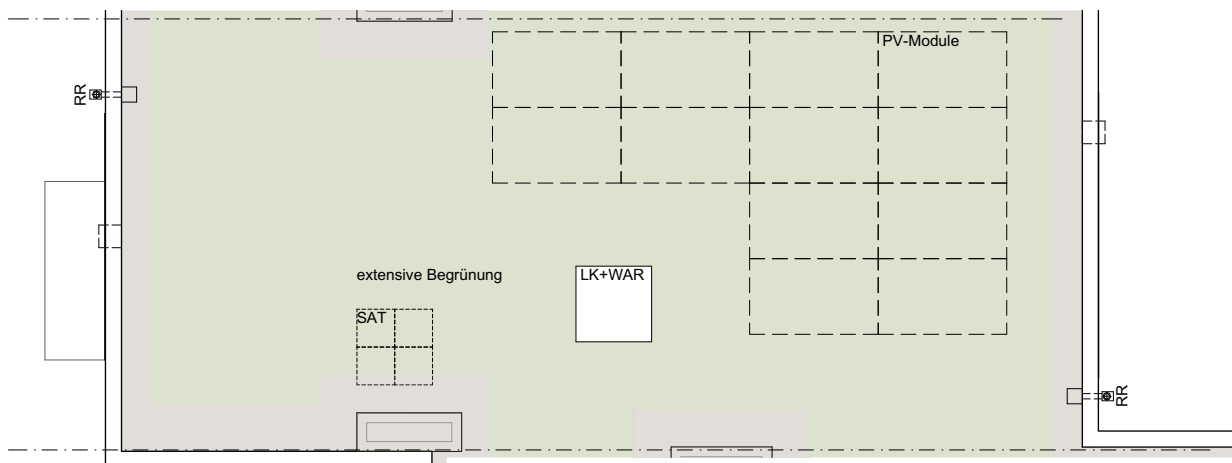 PV-Module
RR
extensive Begrünung
LK+WAR
SAT
RR